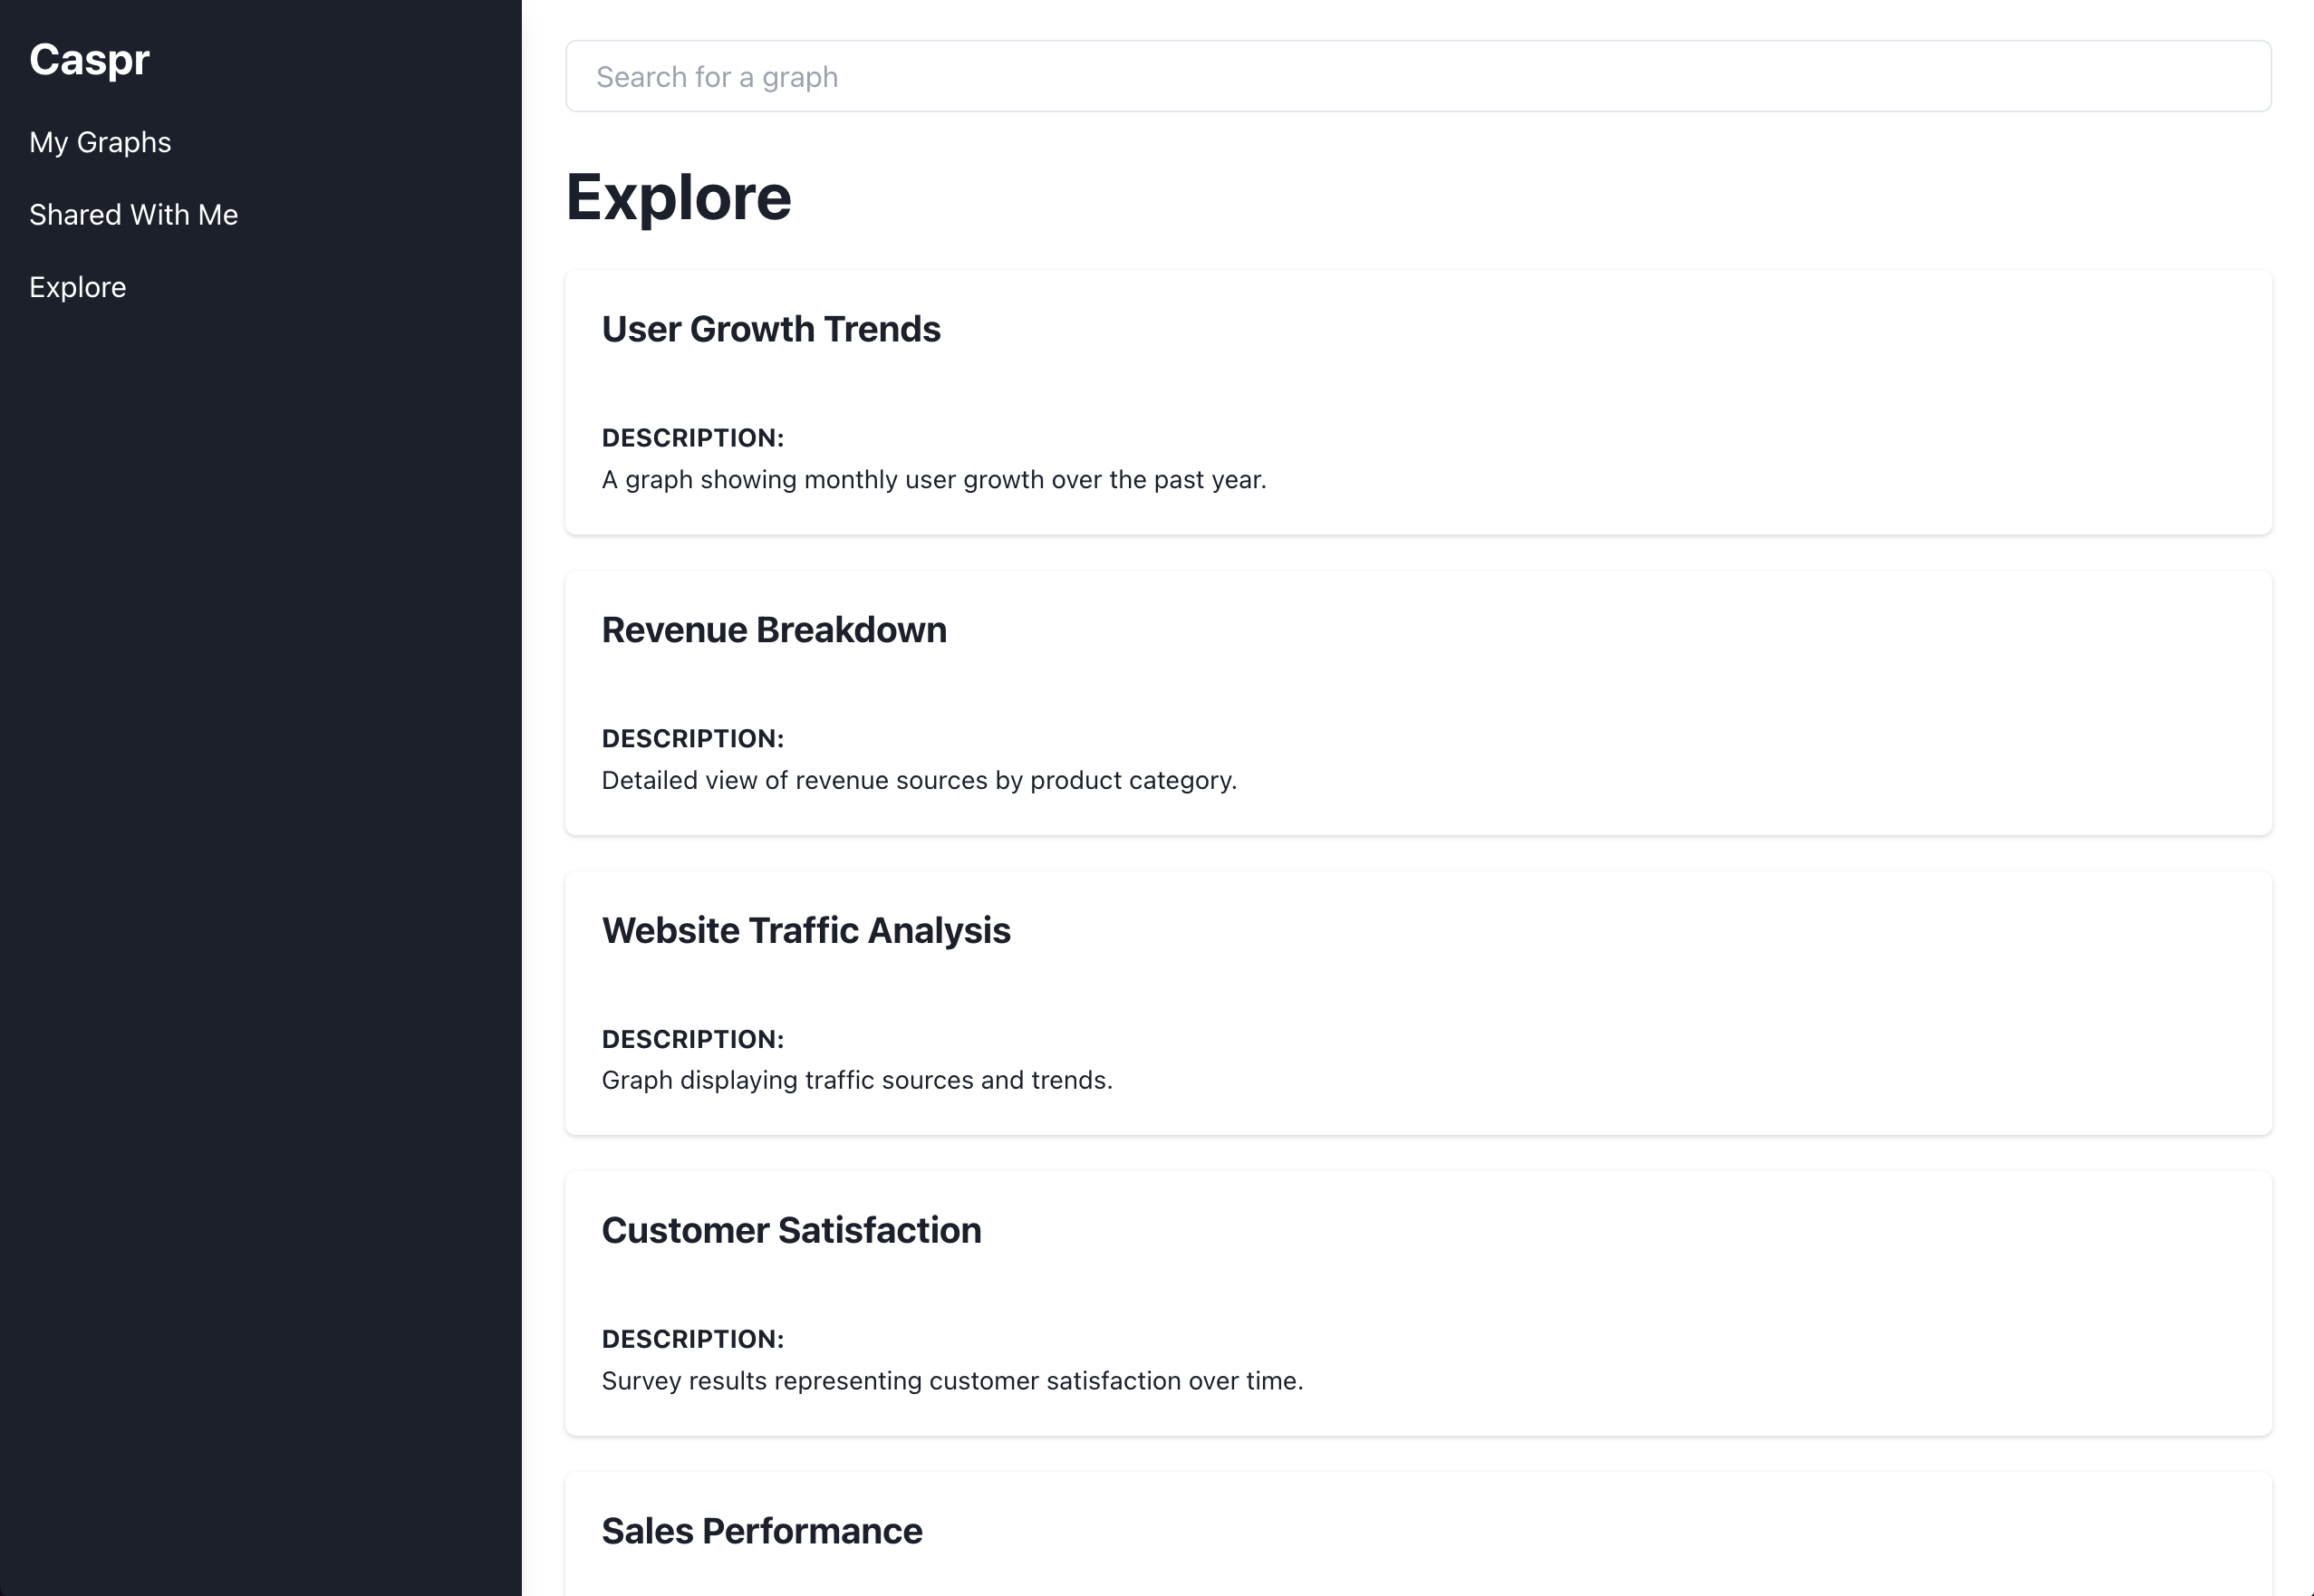 Caspr
My Graphs
Shared With Me
Explore
Search for a graph
Explore
User Growth Trends
DESCRIPTION:
A graph showing monthly user growth over the past year.
Revenue Breakdown
DESCRIPTION:
Detailed view of revenue sources by product category.
Website Traffic Analysis
DESCRIPTION:
Graph displaying traffic sources and trends.
Customer Satisfaction
DESCRIPTION:
Survey results representing customer satisfaction over time.
Sales Performance